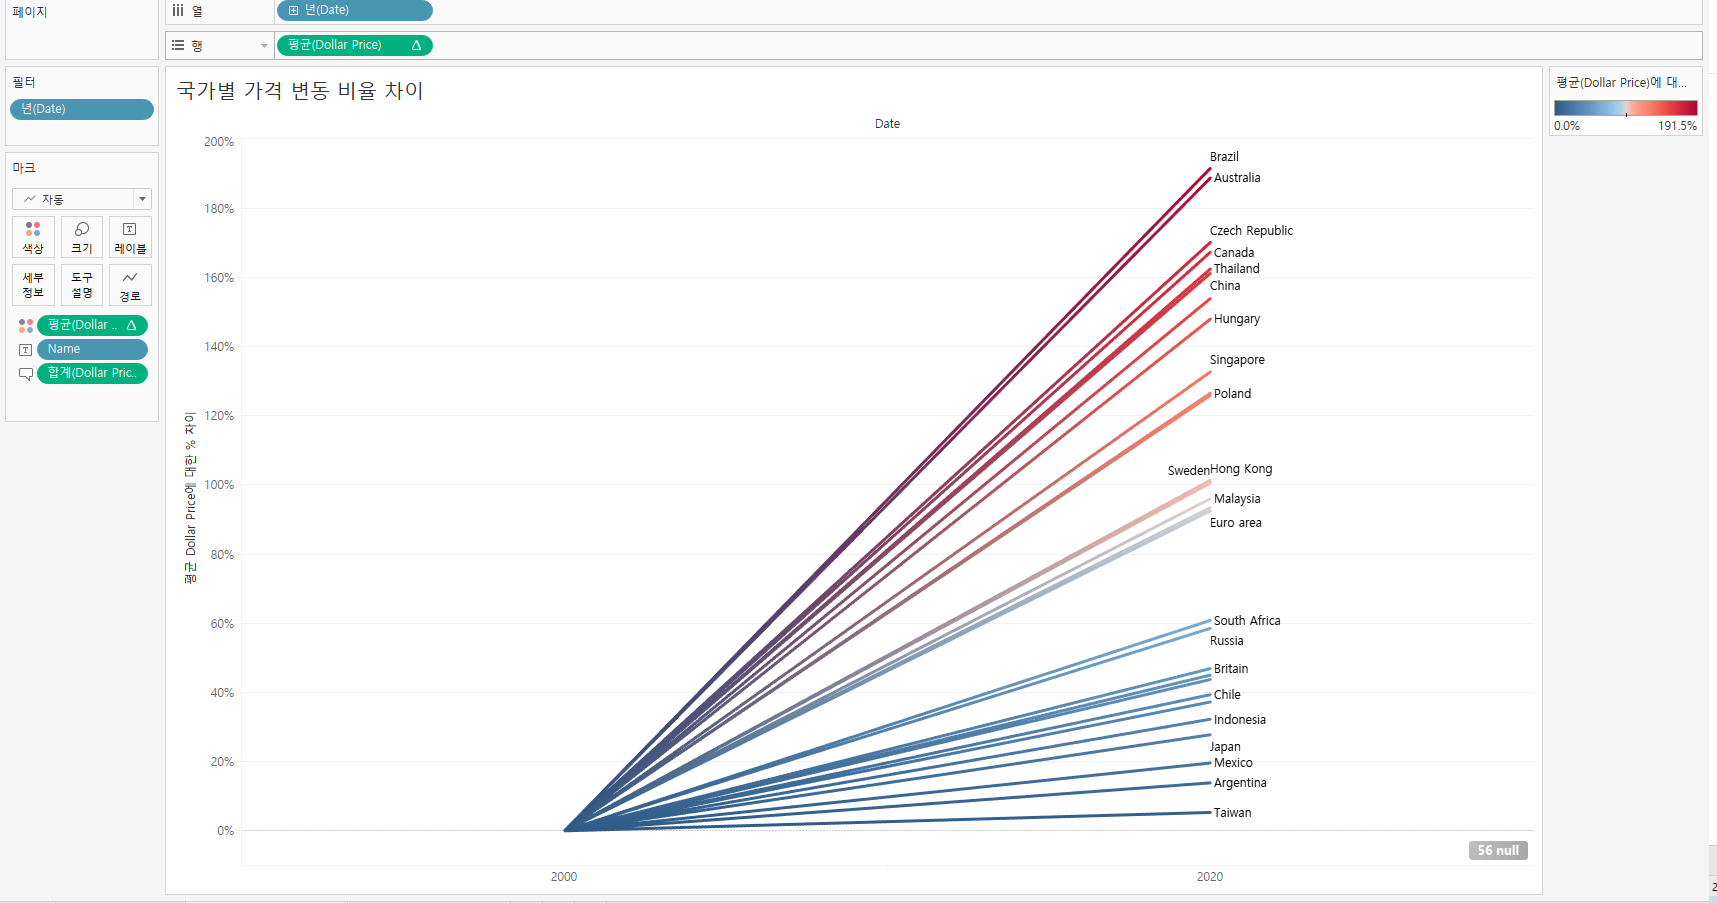 페이지
열
년(Date)
행
평균(Dollar Price)
필터
년(Date)
마크
자동
색상
크기
레이블
세부
정보
도구
설명
경로
평균(Dollar ..
Name
합계(Dollar Pric..
국가별 가격 변동 비율 차이
Date
평균 Dollar Price에 대한 % 차이
200%
180%
160%
140%
120%
100%
80%
60%
40%
20%
0%
Brazil
Australia
Czech Republic
Canada
Thailand
China
Hungary
Singapore
Poland
Sweden
Hong Kong
Malaysia
Euro area
South Africa
Russia
Britain
Chile
Indonesia
Japan
Mexico
Argentina
Taiwan
56 null
2000
2020
평균(Dollar Price)에 대...
0.0%
191.5%
2